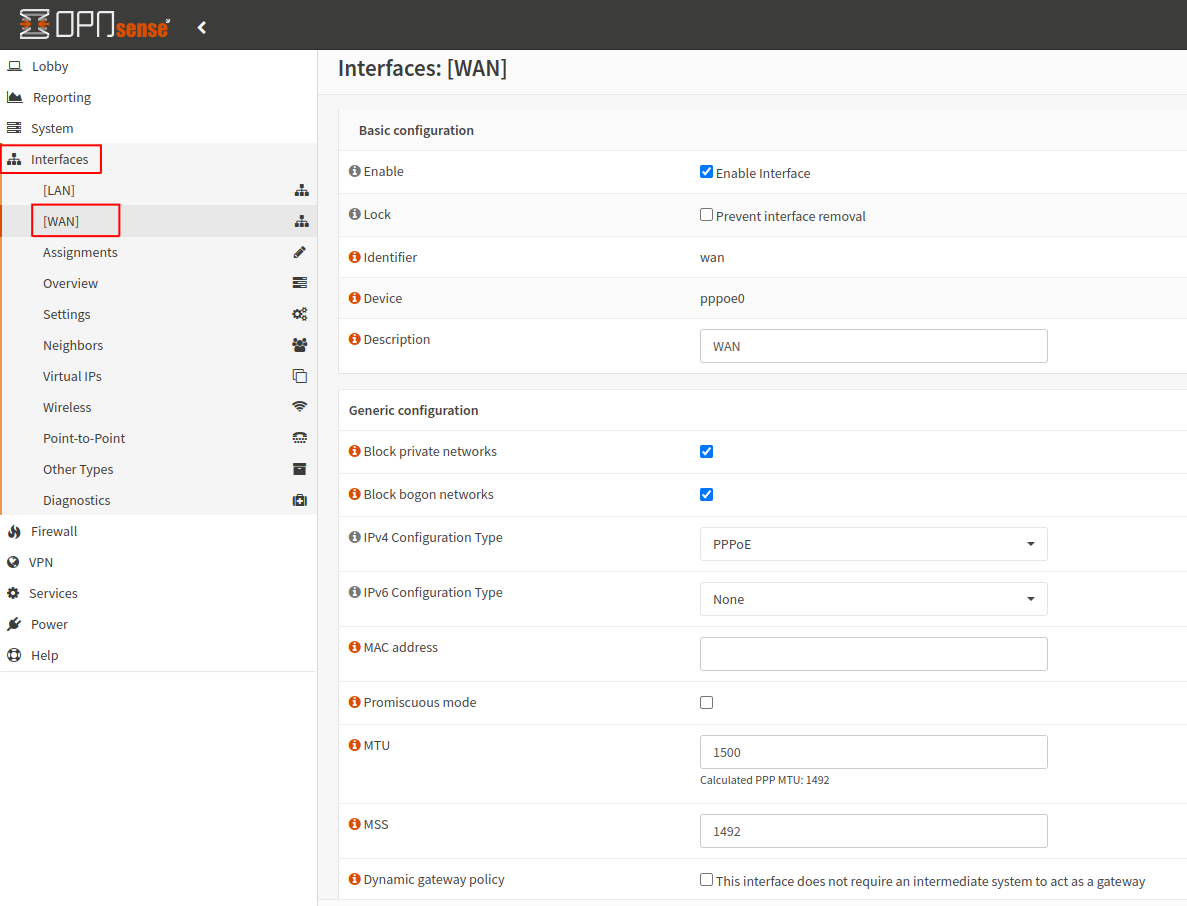 OPNsense
Interfaces: [WAN]
Lobby
Reporting
System
Interfaces
[LAN]
[WAN]
Assignments
Overview
Settings
Neighbors
Virtual IPs
Wireless
Point-to-Point
Other Types
Diagnostics
Firewall
VPN
Services
Power
Help
Basic configuration
Enable Enable Interface
Lock Prevent interface removal
Identifier wan
Device pppoe0
Description WAN
Generic configuration
Block private networks
Block bogon networks
IPv4 Configuration Type PPPoE
IPv6 Configuration Type None
MAC address
Promiscuous mode
MTU 1500
Calculated PPP MTU: 1492
MSS 1492
Dynamic gateway policy This interface does not require an intermediate system to act as a gateway